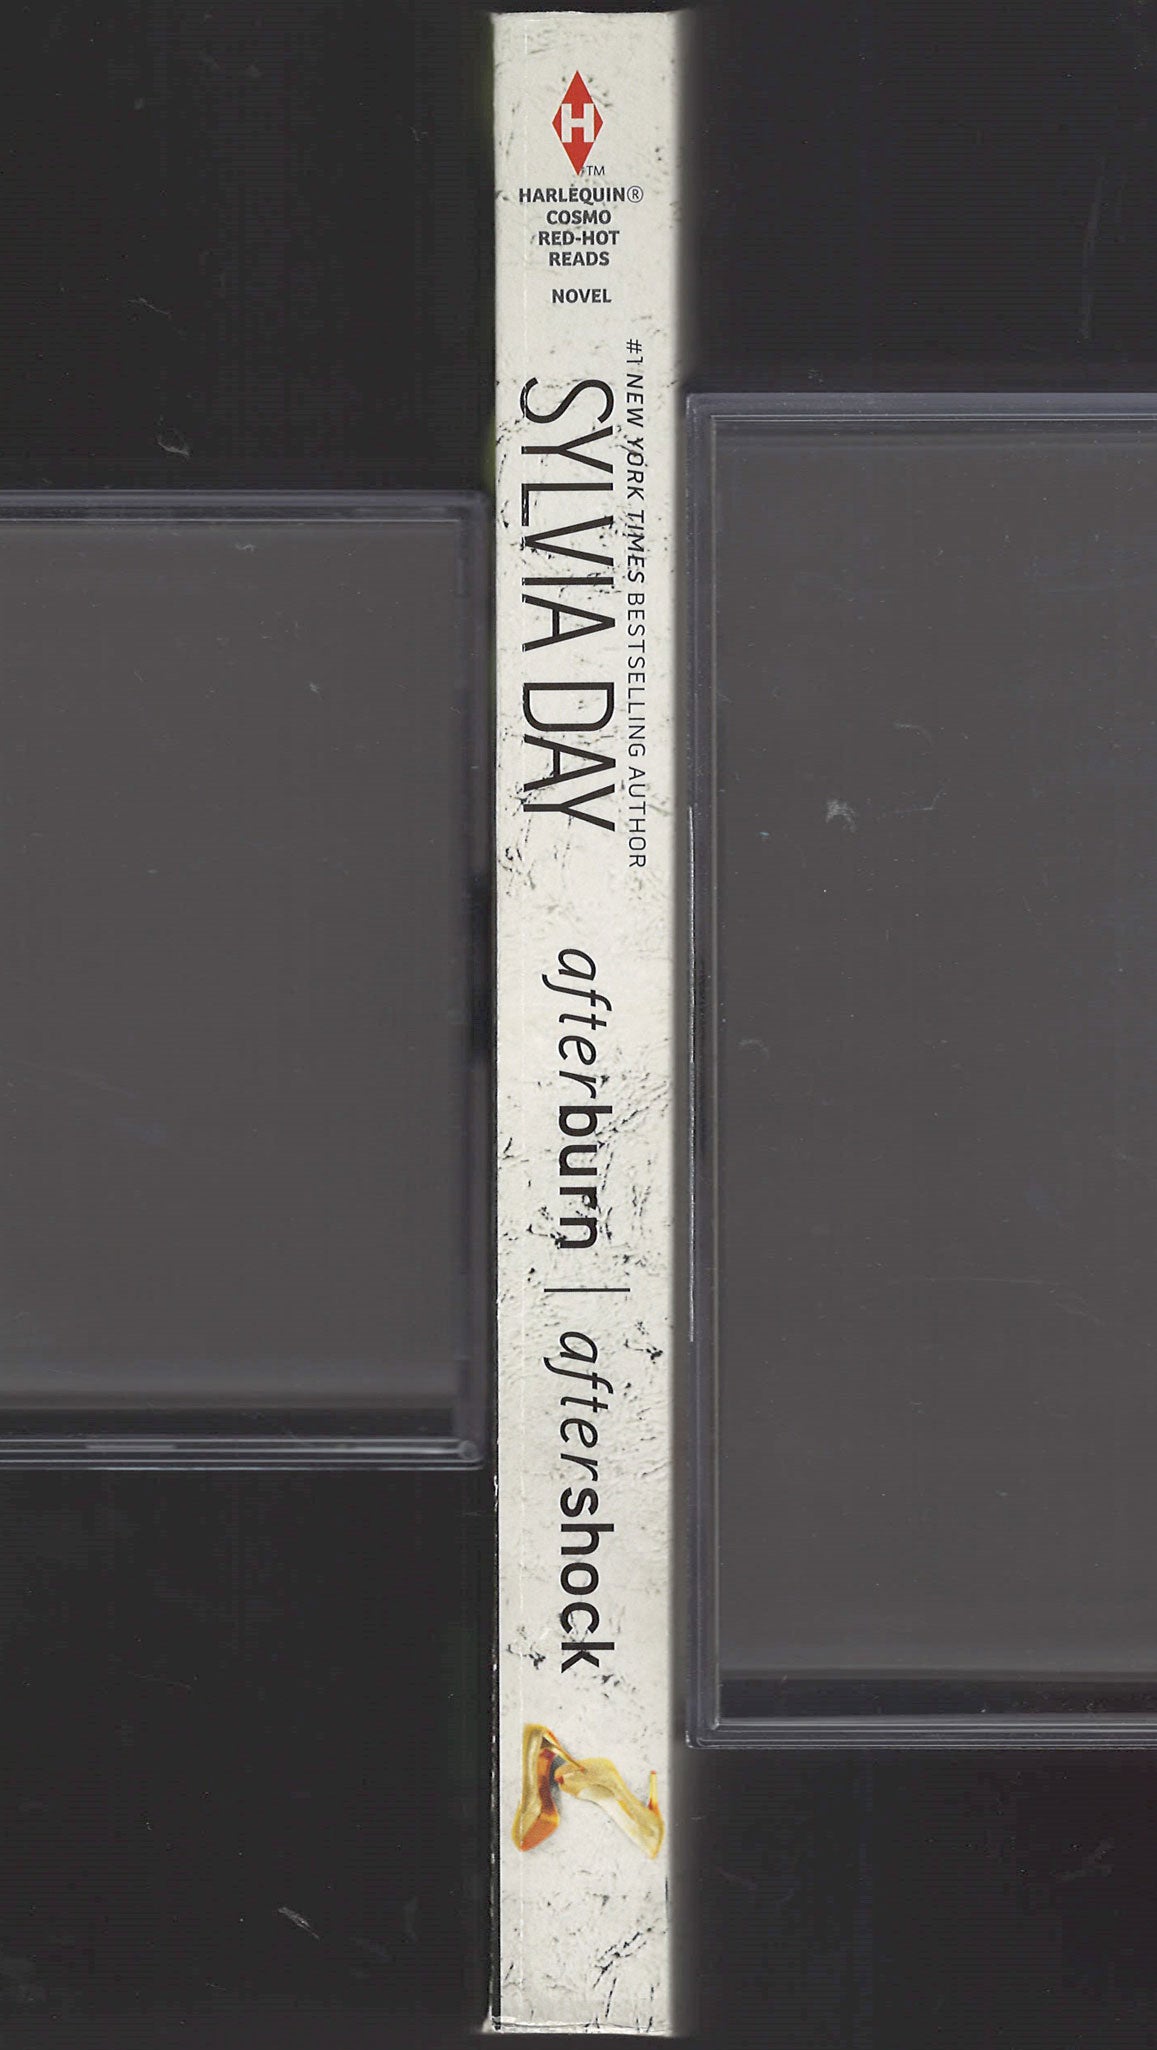 H
TM
HARLEQUIN®
COSMO
RED-HOT
READS
NOVEL
#1 NEW YORK TIMES BESTSELLING AUTHOR
SYLVIA DAY
afterburn | aftershock